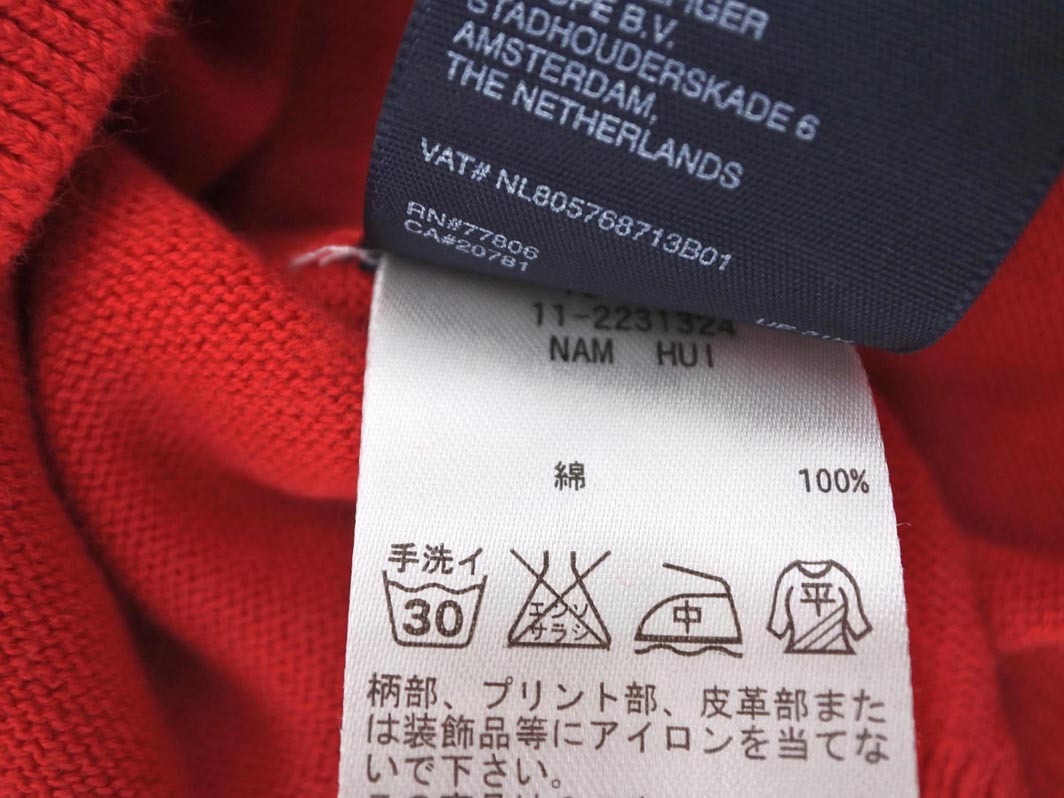 B.V.
STADHOUDERSKADE 6
AMSTERDAM,
THE NETHERLANDS
VAT# NL805768713B01
RN#77806
CA#20781
11-2231324
NAM HUI
綿 100%
手洗イ
30
エンソ
サラシ
中
平
柄部、プリント部、皮革部また
は装飾品等にアイロンを当てな
いで下さい。